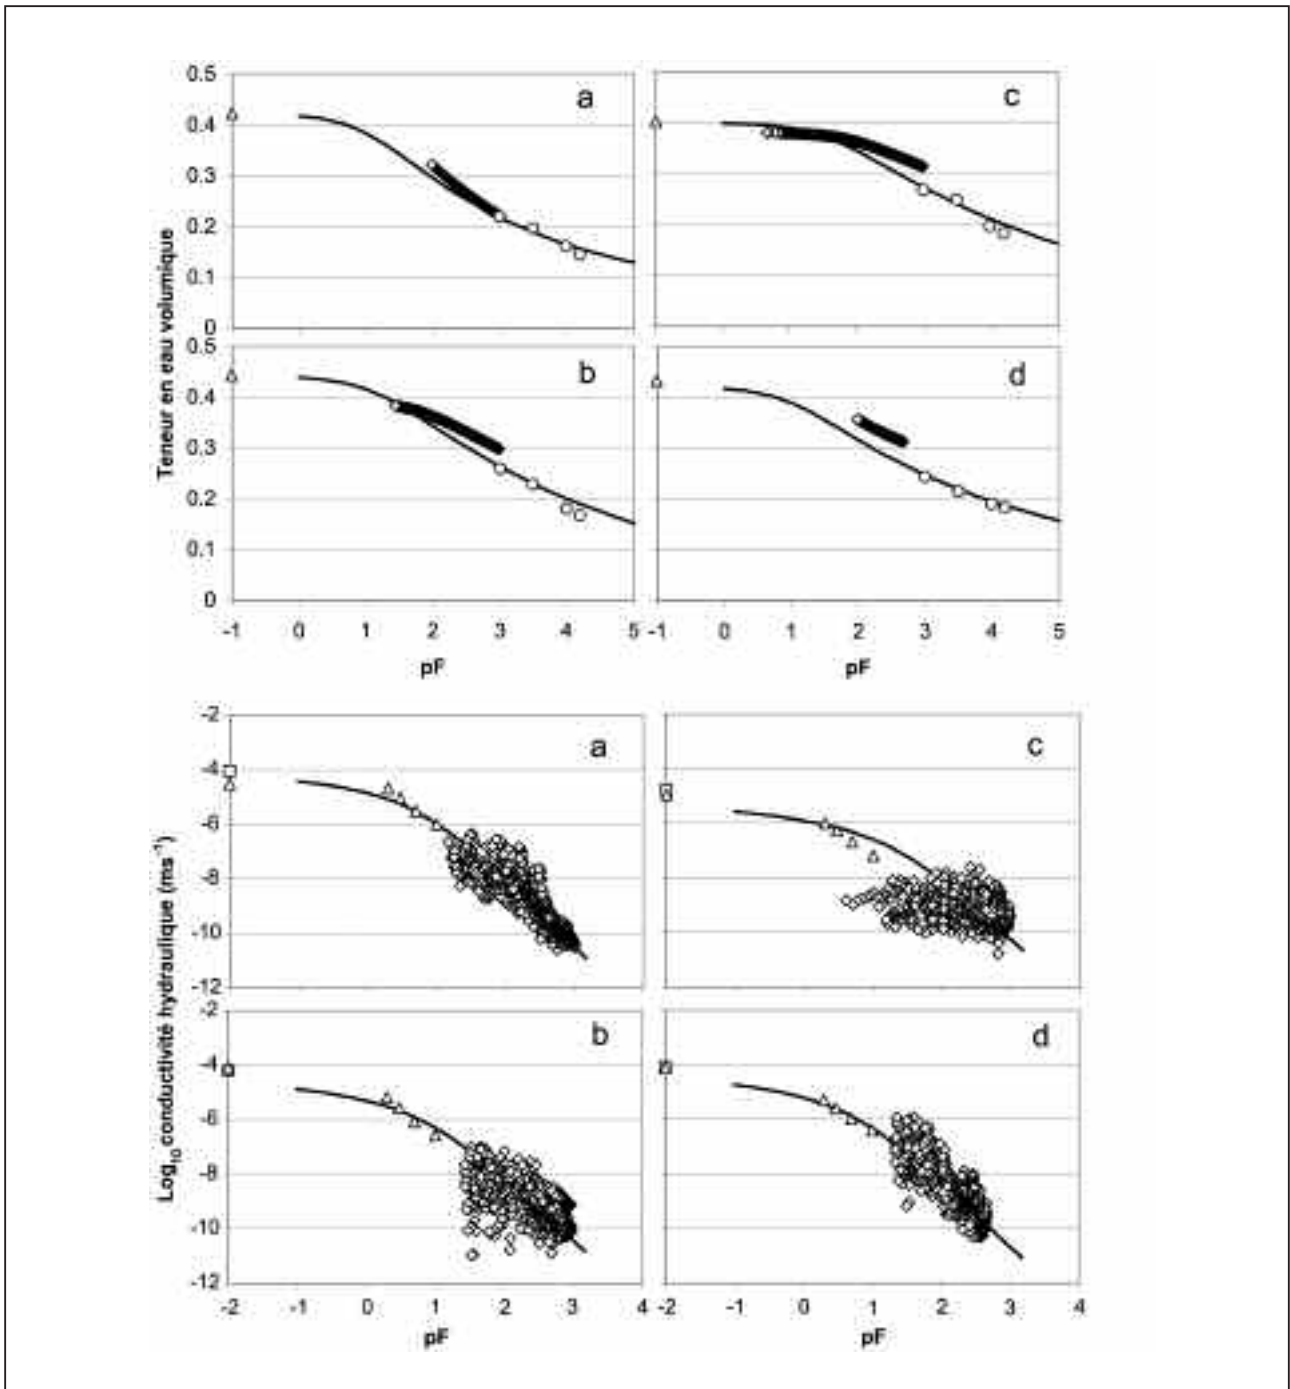 a
c
0.5
0.4
0.3
0.2
0.1
0
b
d
0.5
0.4
0.3
0.2
0.1
0
-1 0 1 2 3 4 5 -1 0 1 2 3 4 5
pF pF
Teneur en eau volumique
a
c
-2
-4
-6
-8
-10
-12
b
d
-2
-4
-6
-8
-10
-12
-2 -1 0 1 2 3 4 -2 -1 0 1 2 3 4
pF pF
Log10 conductivité hydraulique (ms-1)